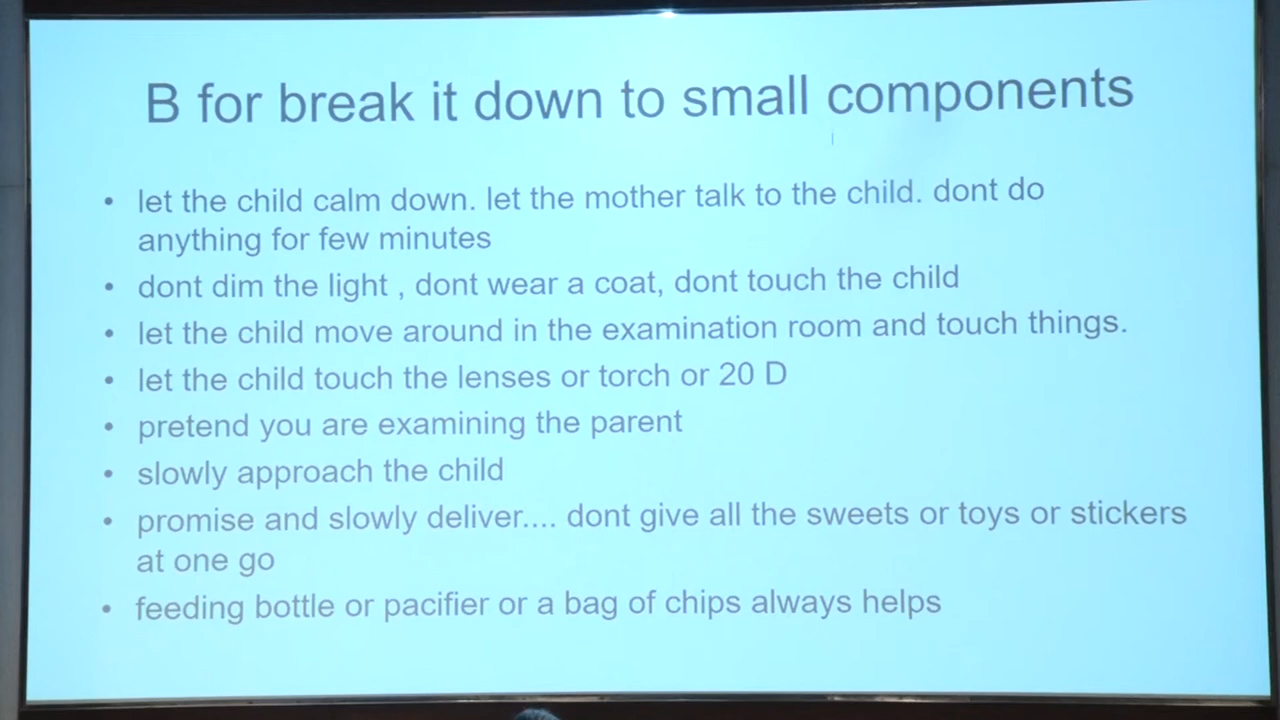 B for break it down to small components
• let the child calm down. let the mother talk to the child. dont do
anything for few minutes
• dont dim the light , dont wear a coat, dont touch the child
• let the child move around in the examination room and touch things.
• let the child touch the lenses or torch or 20 D
• pretend you are examining the parent
• slowly approach the child
• promise and slowly deliver.... dont give all the sweets or toys or stickers
at one go
• feeding bottle or pacifier or a bag of chips always helps